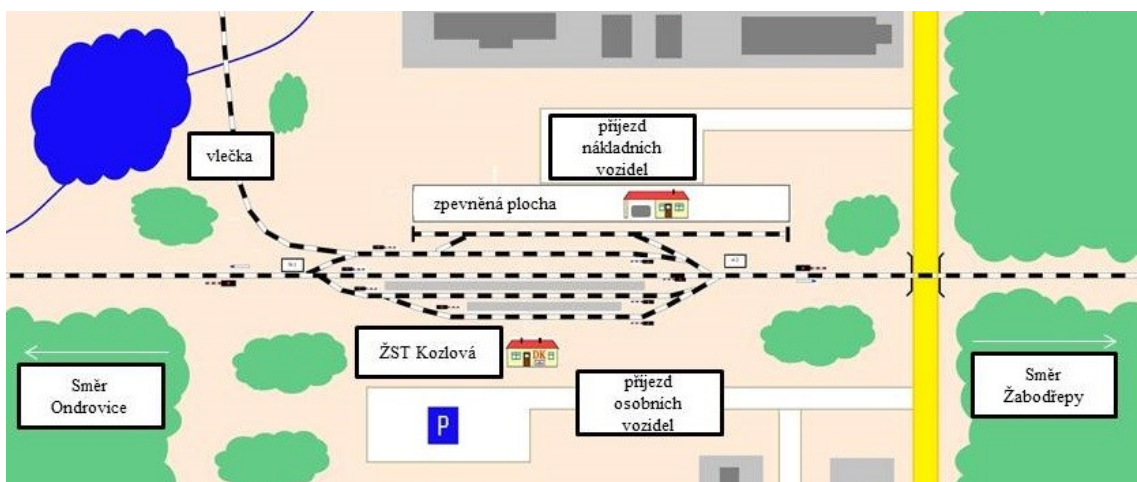 příjezd
nákladních
vozidel
vlečka
zpevněná plocha
ŽST Kozlová
DK
Směr
Ondrovice
příjezd
osobních
vozidel
Směr
Žabodřepy
P